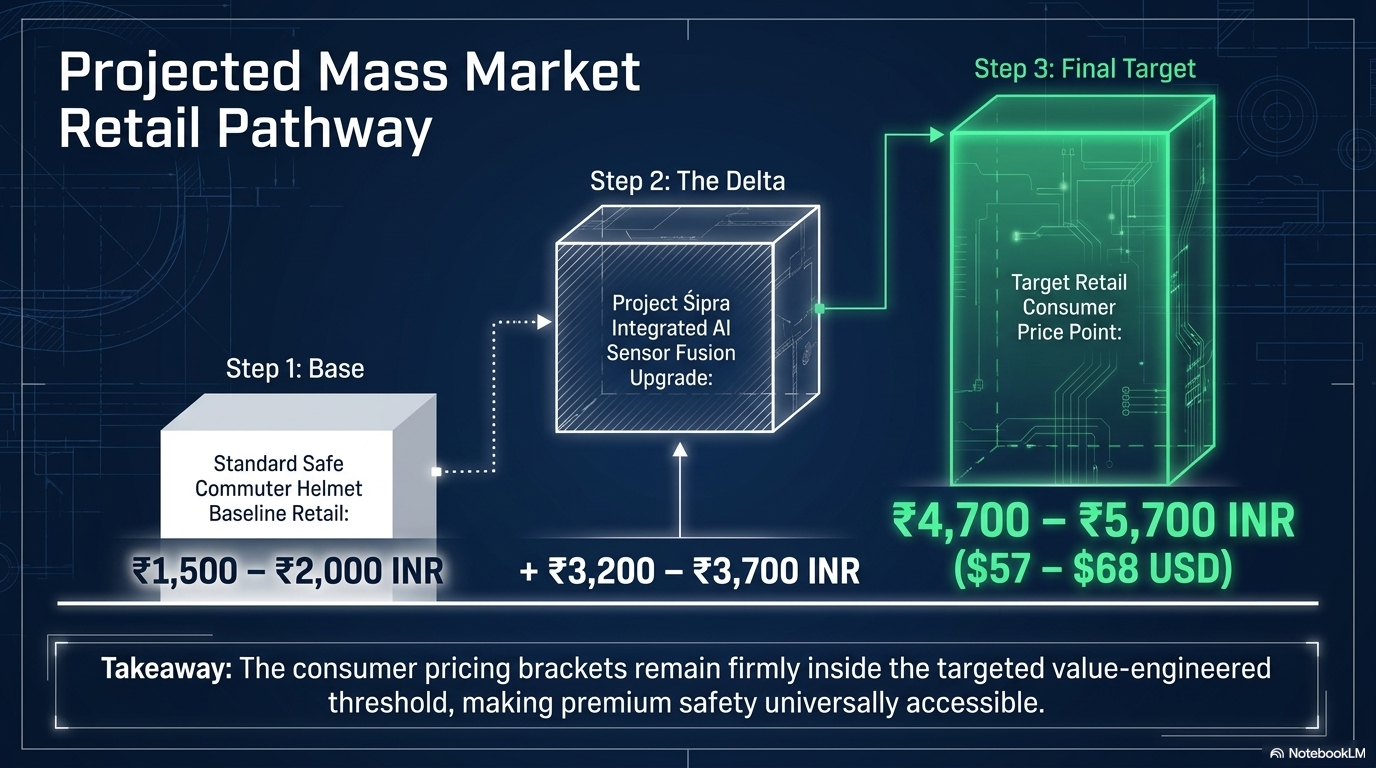 Projected Mass Market
Retail Pathway
Step 1: Base
Standard Safe
Commuter Helmet
Baseline Retail:
₹1,500 – ₹2,000 INR
Step 2: The Delta
Project Śipra
Integrated AI
Sensor Fusion
Upgrade:
+ ₹3,200 – ₹3,700 INR
Step 3: Final Target
Target Retail
Consumer
Price Point:
₹4,700 – ₹5,700 INR
($57 – $68 USD)
Takeaway: The consumer pricing brackets remain firmly inside the targeted value-engineered
threshold, making premium safety universally accessible.
NotebookLM